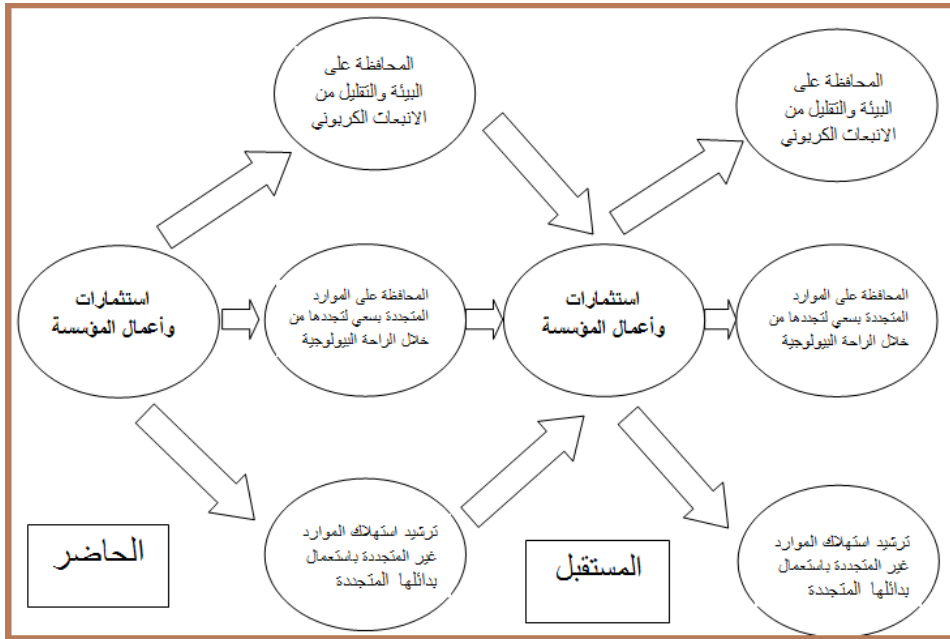 المحافظة على
البيئة والتقليل من
الانبعات الكربوني
المحافظة على
البيئة والتقليل من
الانبعات الكربوني
استثمارات
وأعمال المؤسسة
المحافظة على الموارد
المتجددة بسعي لتجددها من
خلال الراحة البيولوجية
استثمارات
وأعمال المؤسسة
المحافظة على الموارد
المتجددة بسعي لتجددها من
خلال الراحة البيولوجية
الحاضر
ترشيد استهلاك الموارد
غير المتجددة باستعمال
بدائلها المتجددة
المستقبل
ترشيد استهلاك الموارد
غير المتجددة باستعمال
بدائلها المتجددة